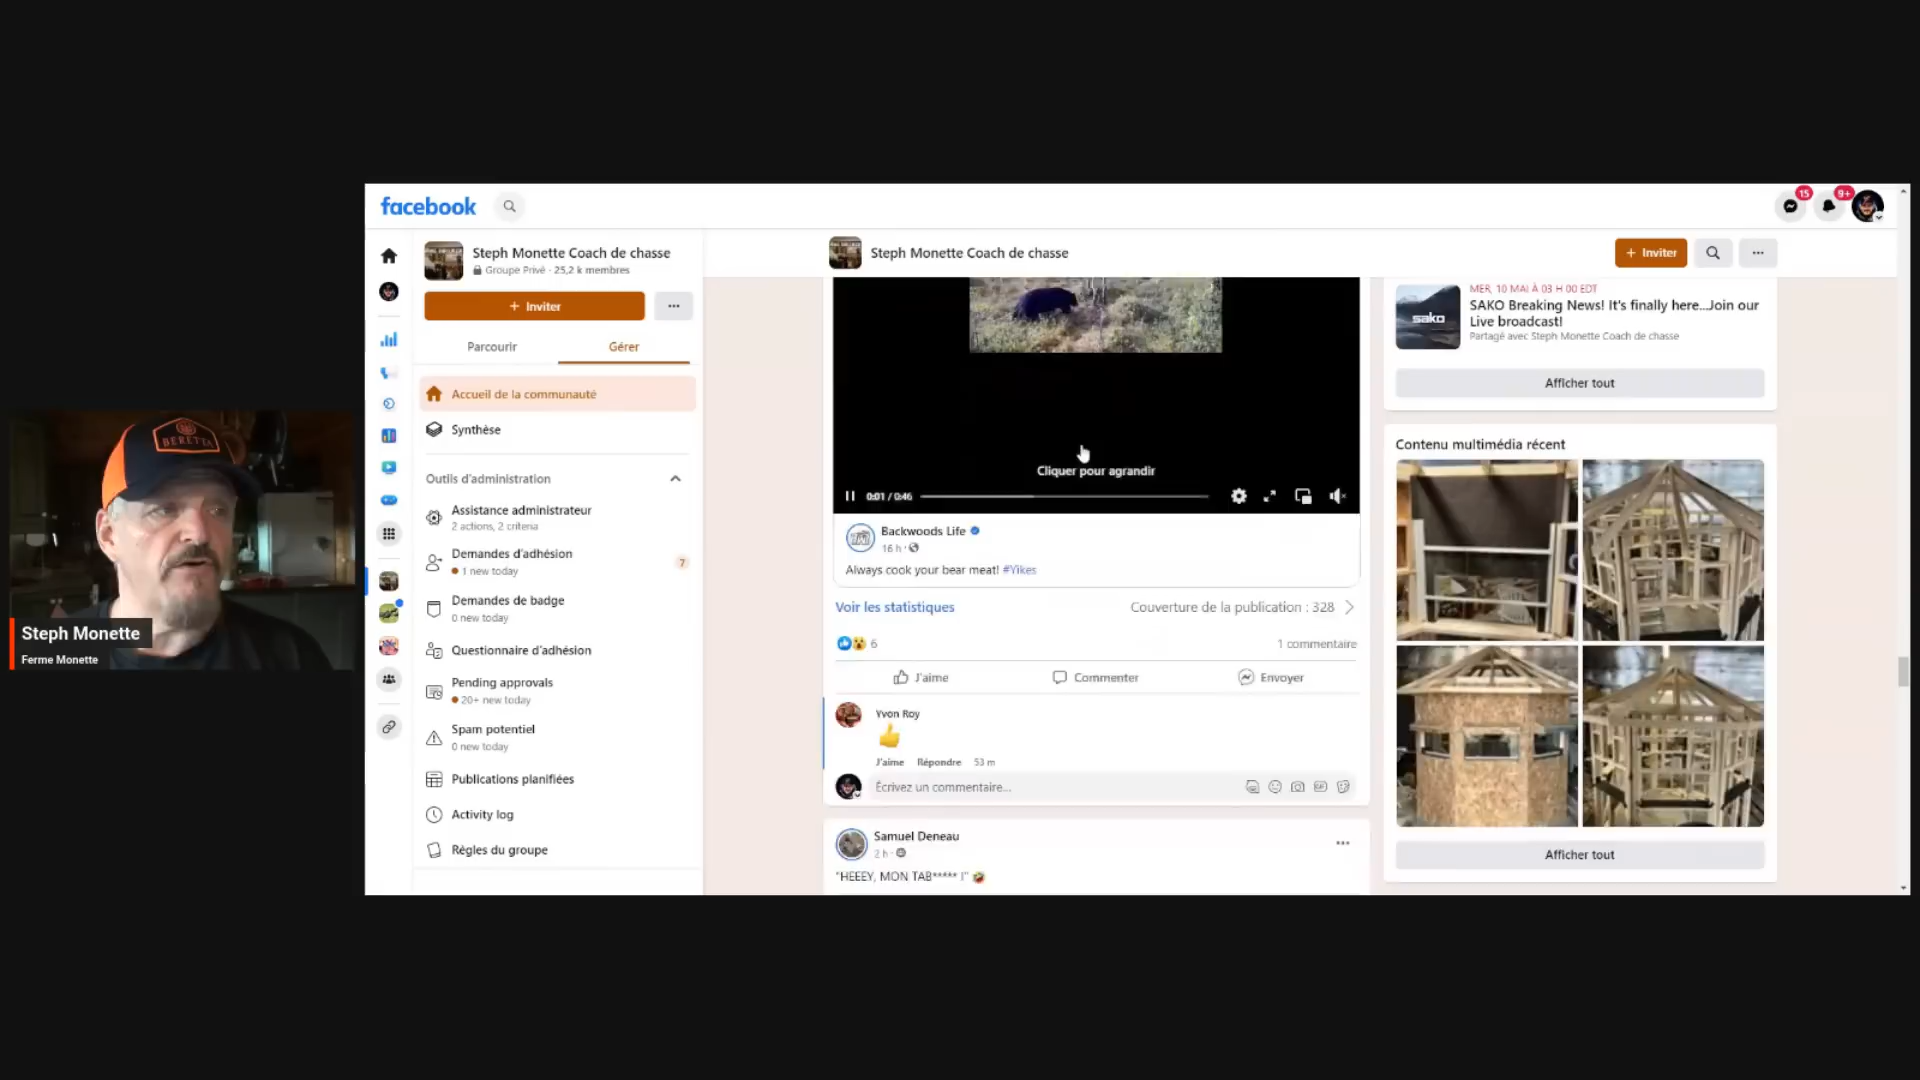 facebook
15
9+
Steph Monette Coach de chasse
Groupe Privé · 25,2 k membres
+ Inviter
Parcourir
Gérer
Accueil de la communauté
Synthèse
Outils d'administration
Assistance administrateur
2 actions, 2 criteria
Demandes d'adhésion
1 new today
7
Demandes de badge
0 new today
Questionnaire d'adhésion
Pending approvals
20+ new today
Spam potentiel
0 new today
Publications planifiées
Activity log
Règles du groupe
BERETTA
Steph Monette
Ferme Monette
Steph Monette Coach de chasse
+ Inviter
Cliquer pour agrandir
0:01 / 0:46
Backwoods Life
16 h ·
Always cook your bear meat! #Yikes
Voir les statistiques
Couverture de la publication : 328
6
1 commentaire
J'aime
Commenter
Envoyer
Yvon Roy
J'aime Répondre 53 m
Écrivez un commentaire...
Samuel Deneau
2 h ·
"HEEEY, MON TAB***** !"
MER, 10 MAI À 03 H 00 EDT
SAKO Breaking News! It's finally here...Join our
Live broadcast!
Partagé avec Steph Monette Coach de chasse
sako
Afficher tout
Contenu multimédia récent
Afficher tout